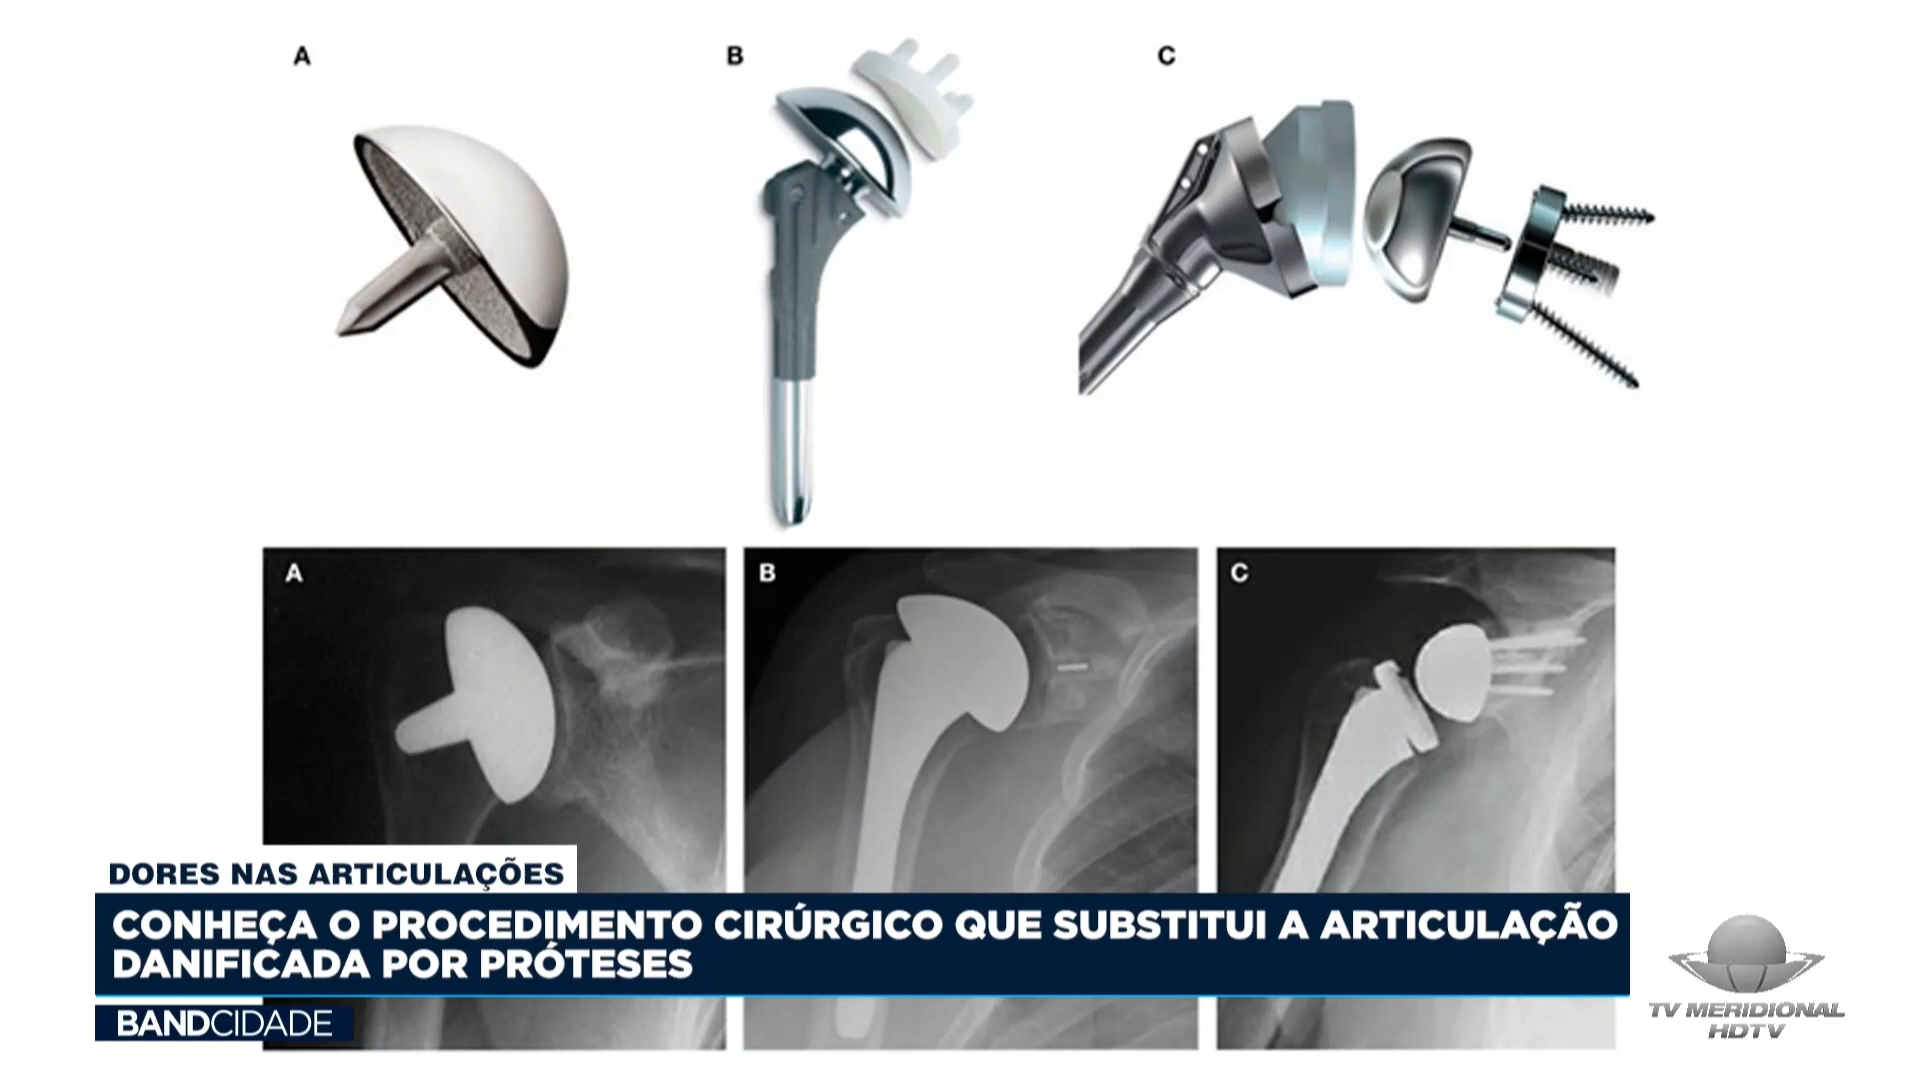 A
B
C
A
B
C
DORES NAS ARTICULAÇÕES
CONHEÇA O PROCEDIMENTO CIRÚRGICO QUE SUBSTITUI A ARTICULAÇÃO
DANIFICADA POR PRÓTESES
BANDCIDADE
TV MERIDIONAL
HDTV